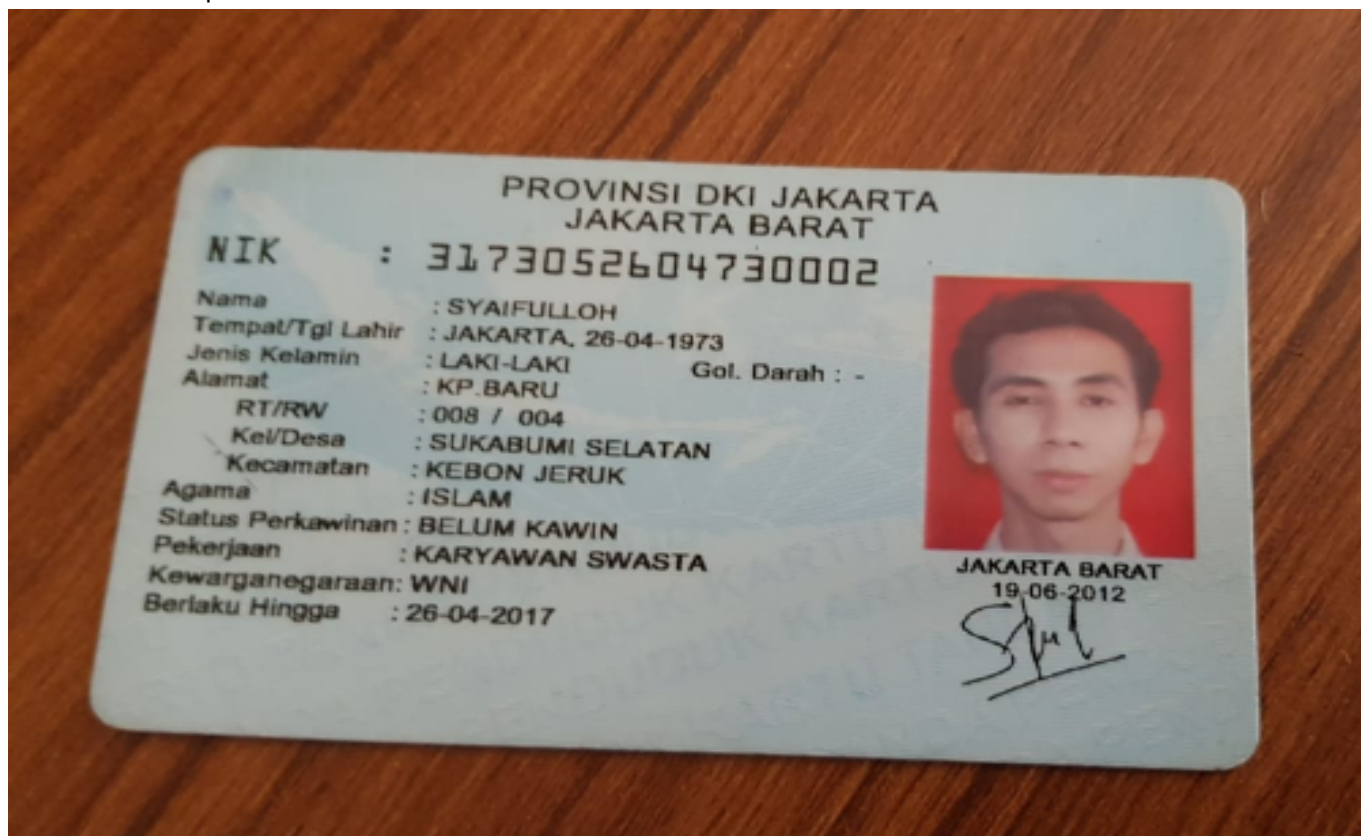 PROVINSI DKI JAKARTA
JAKARTA BARAT
NIK : 3173052604730002
Nama : SYAIFULLOH
Tempat/Tgl Lahir : JAKARTA, 26-04-1973
Jenis Kelamin : LAKI-LAKI Gol. Darah : -
Alamat : KP.BARU
RT/RW : 008 / 004
Kel/Desa : SUKABUMI SELATAN
Kecamatan : KEBON JERUK
Agama : ISLAM
Status Perkawinan : BELUM KAWIN
Pekerjaan : KARYAWAN SWASTA
Kewarganegaraan: WNI
Berlaku Hingga : 26-04-2017
JAKARTA BARAT
19-06-2012